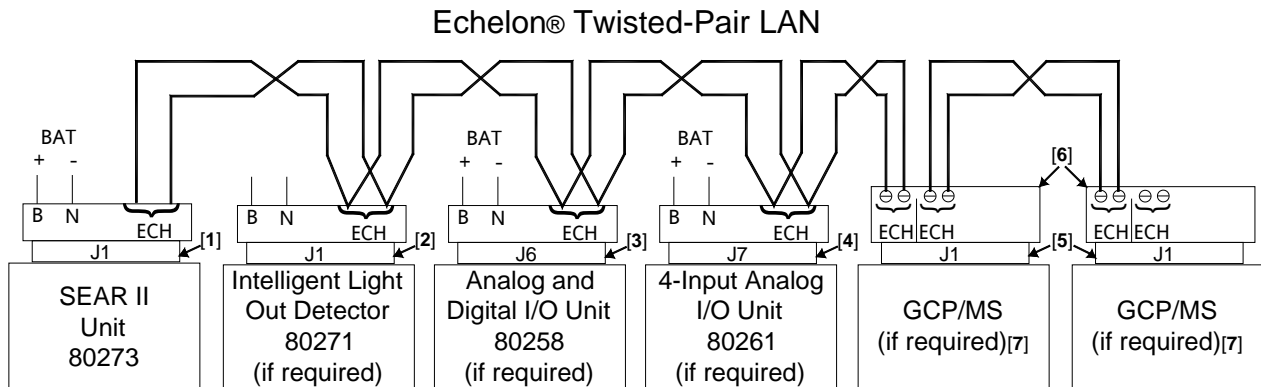 Echelon® Twisted-Pair LAN
BAT
+ -
B N
ECH
J1
[1]
SEAR II
Unit
80273
B N
ECH
J1
[2]
Intelligent Light
Out Detector
80271
(if required)
BAT
+ -
B N
ECH
J6
[3]
Analog and
Digital I/O Unit
80258
(if required)
BAT
+ -
B N
ECH
J7
[4]
4-Input Analog
I/O Unit
80261
(if required)
[6]
ECH ECH
J1
[5]
GCP/MS
(if required)[7]
ECH ECH
J1
GCP/MS
(if required)[7]